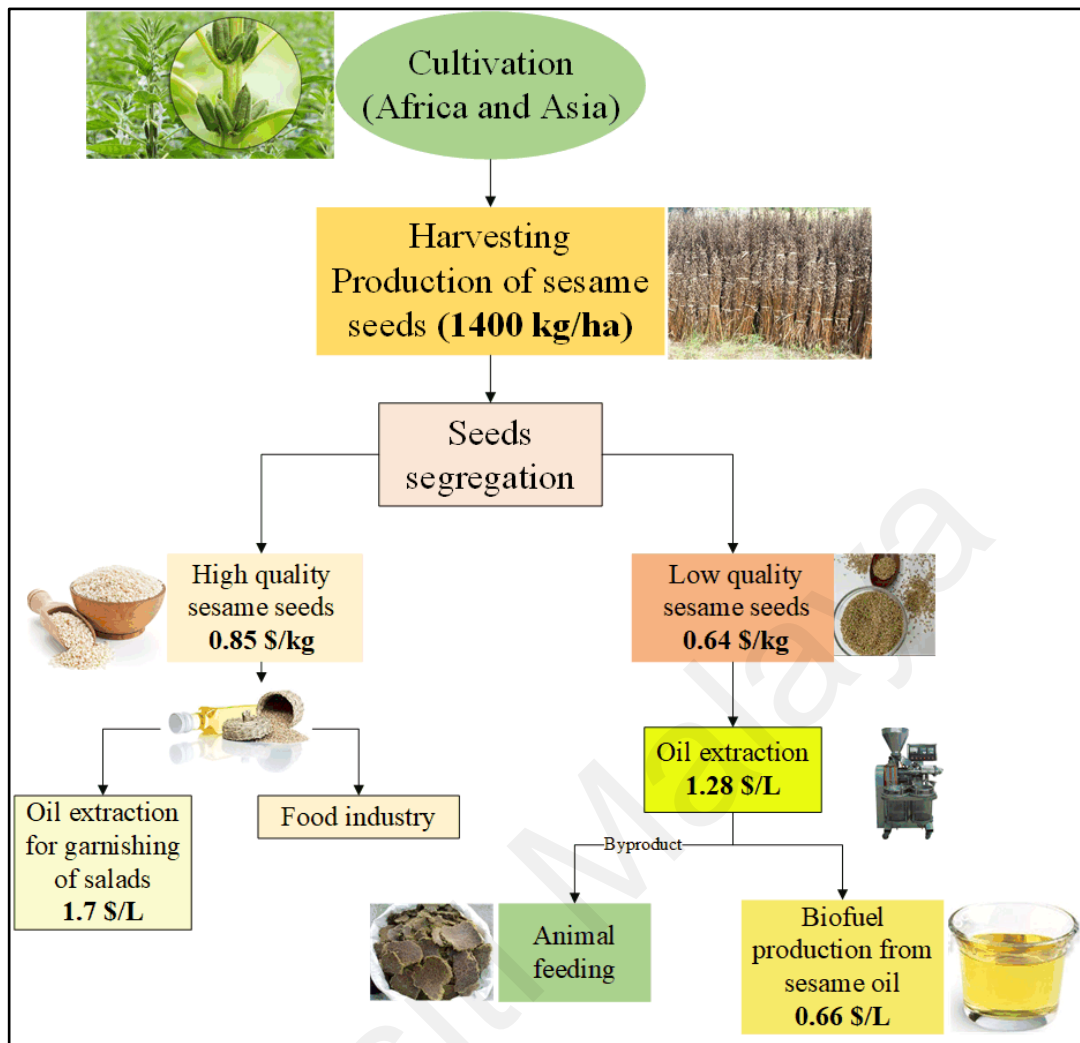 Cultivation
(Africa and Asia)
Harvesting
Production of sesame
seeds (1400 kg/ha)
Seeds
segregation
High quality
sesame seeds
0.85 $/kg
Low quality
sesame seeds
0.64 $/kg
Oil extraction
for garnishing
of salads
1.7 $/L
Food industry
Oil extraction
1.28 $/L
Byproduct
Animal
feeding
Biofuel
production from
sesame oil
0.66 $/L
siti Malaya